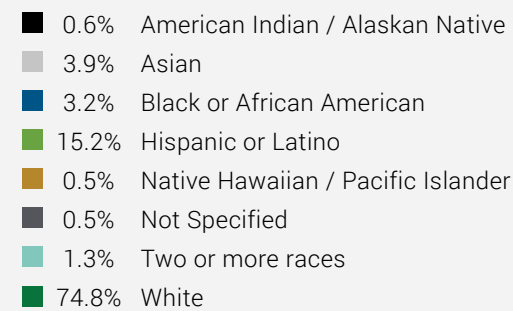 0.6% American Indian / Alaskan Native
3.9% Asian
3.2% Black or African American
15.2% Hispanic or Latino
0.5% Native Hawaiian / Pacific Islander
0.5% Not Specified
1.3% Two or more races
74.8% White